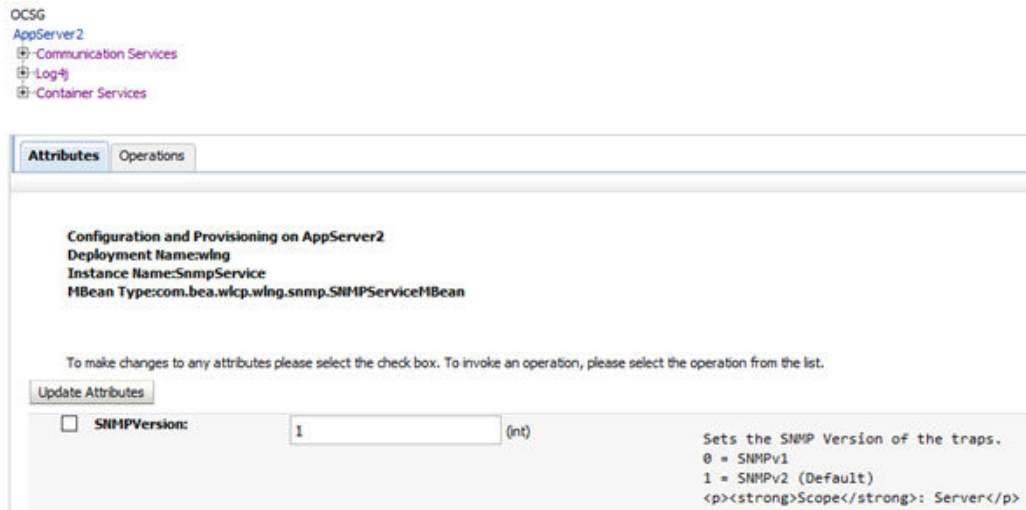 OCSG
AppServer2
Communication Services
Log4j
Container Services
Attributes Operations
Configuration and Provisioning on AppServer2
Deployment Name:wlng
Instance Name:SnmpService
MBean Type:com.bea.wlcp.wlng.snmp.SNMPServiceMBean
To make changes to any attributes please select the check box. To invoke an operation, please select the operation from the list.
Update Attributes
SNMPVersion: 1 (int)
Sets the SNMP Version of the traps.
0 = SNMPv1
1 = SNMPv2 (Default)
<p><strong>Scope</strong>: Server</p>